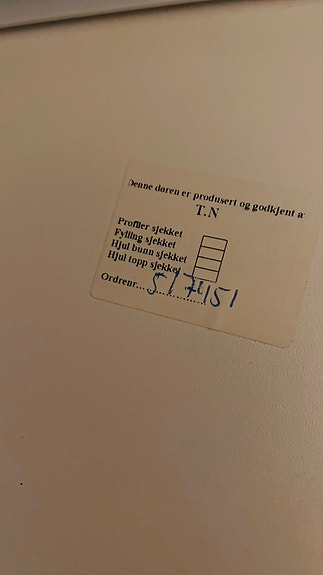 Denne døren er produsert og godkjent a
T.N
Profiler sjekket
Fylling sjekket
Hjul bunn sjekket
Hjul topp sjekket
Ordrenr....